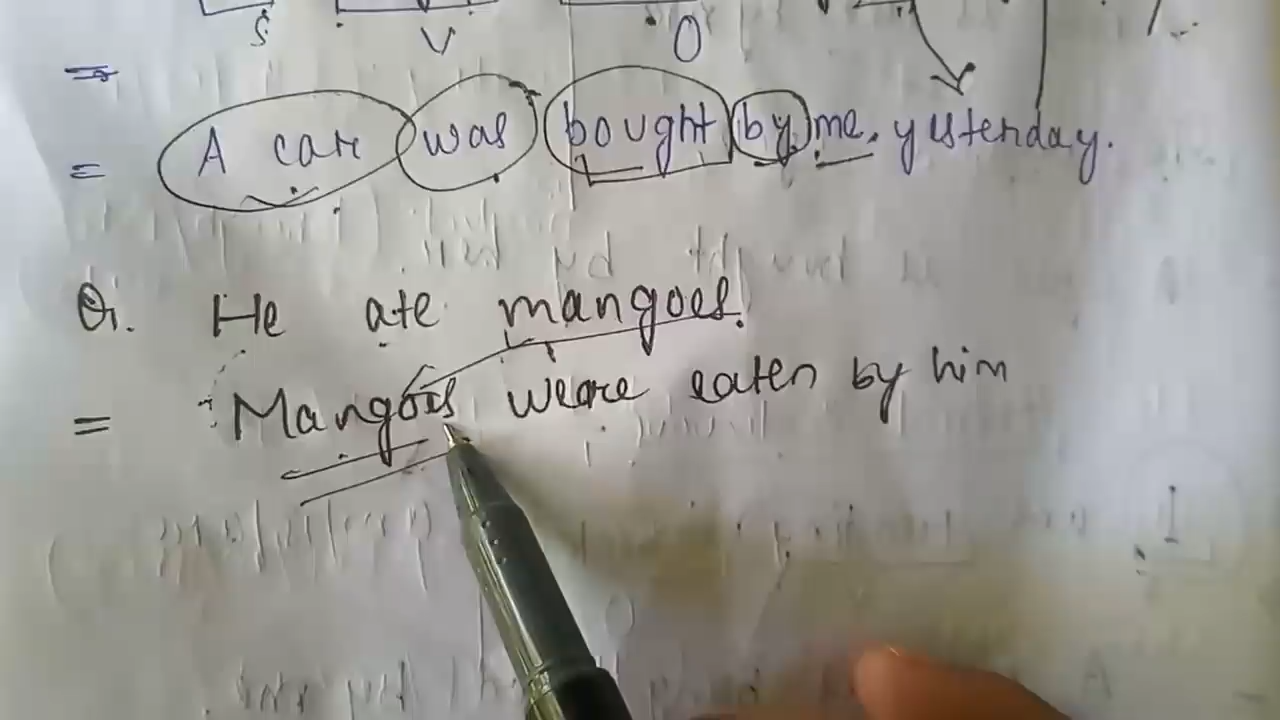 S V O
= A car was bought by me. yesterday.
Q. He ate mangoes.
= Mangoes were eaten by him